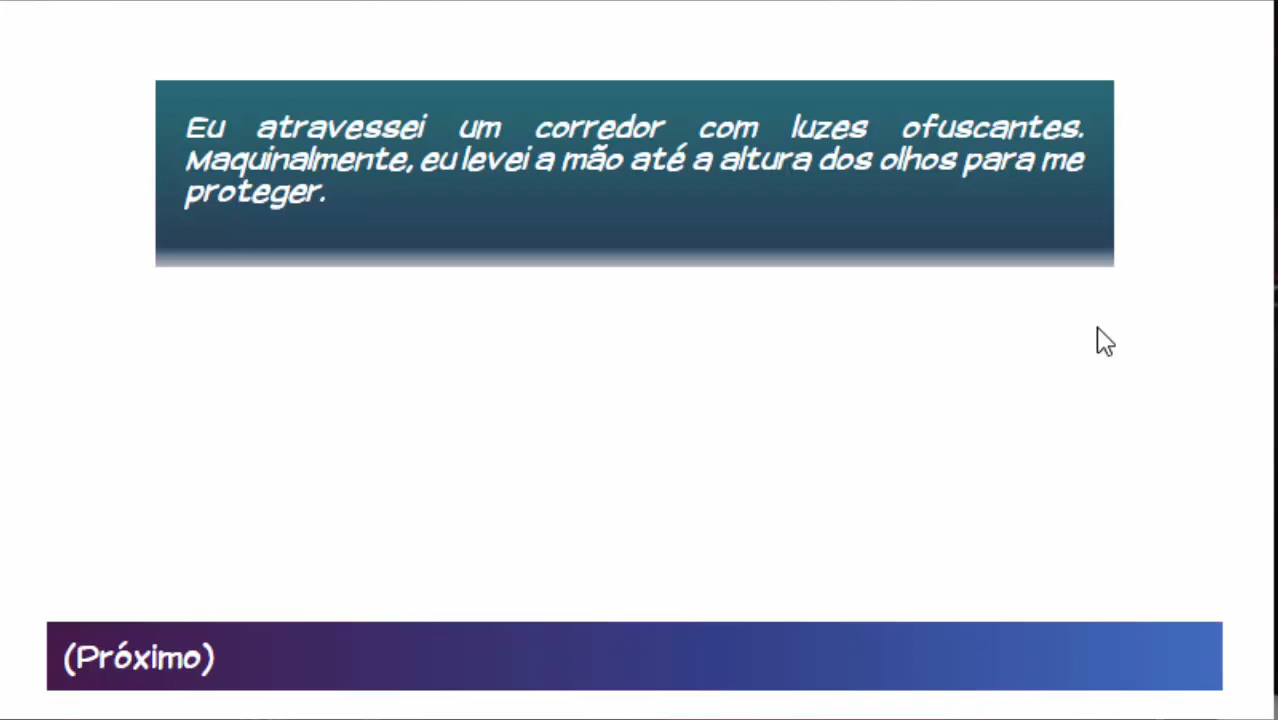 Eu atravessei um corredor com luzes ofuscantes.
Maquinalmente, eu levei a mão até a altura dos olhos para me
proteger.
(Próximo)